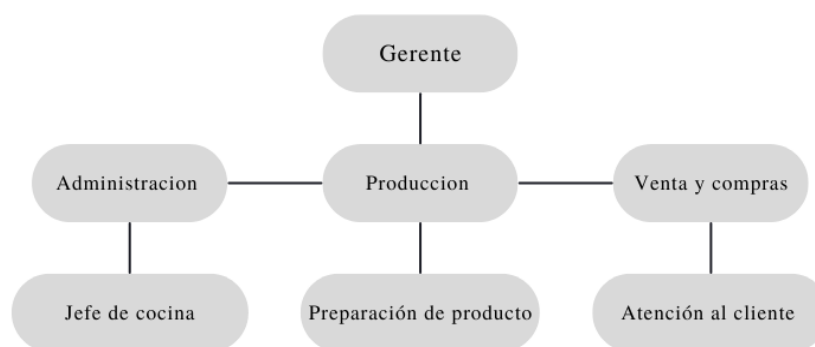 Gerente
Administracion
Produccion
Venta y compras
Jefe de cocina
Preparación de producto
Atención al cliente